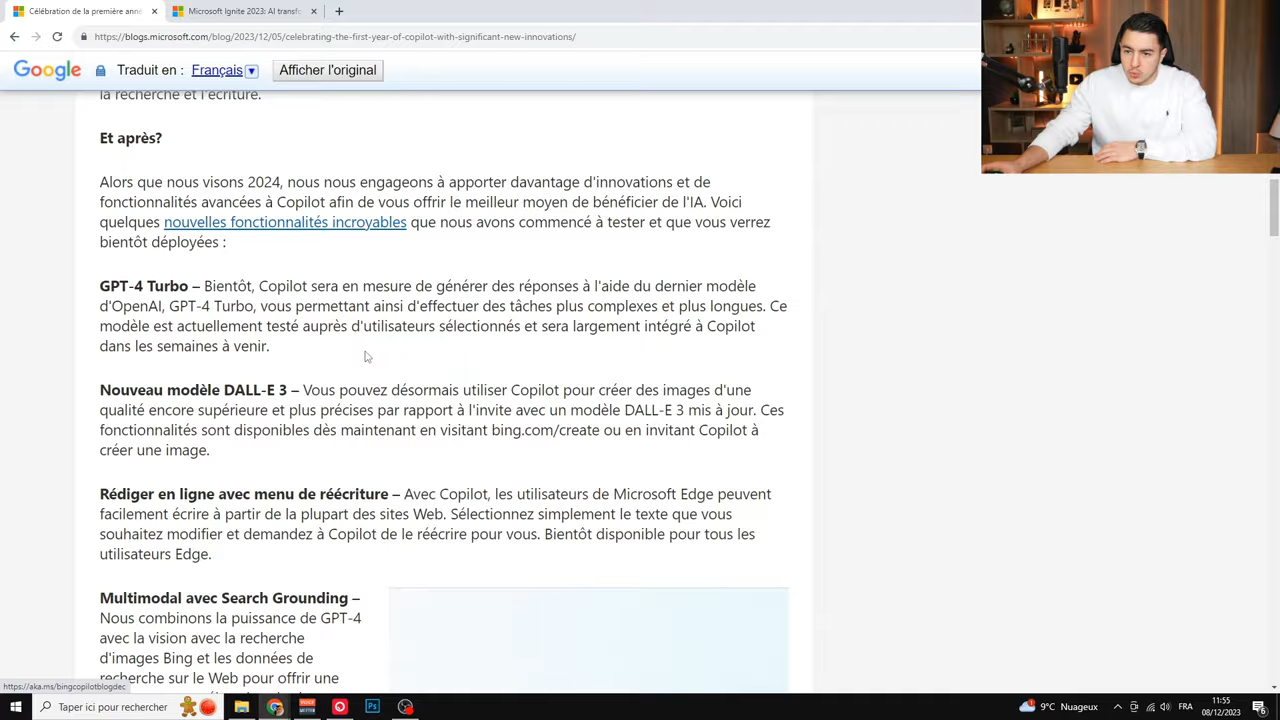 Célébration de la première anné
Microsoft Ignite 2023: AI transfo
https://blogs.microsoft.com/blog/2023/12/05/celebrating-the-first-year-of-copilot-with-significant-new-innovations/
Google Traduit en : Français Afficher l'original
la recherche et l'écriture.
Et après?
Alors que nous visons 2024, nous nous engageons à apporter davantage d'innovations et de
fonctionnalités avancées à Copilot afin de vous offrir le meilleur moyen de bénéficier de l'IA. Voici
quelques nouvelles fonctionnalités incroyables que nous avons commencé à tester et que vous verrez
bientôt déployées :
GPT-4 Turbo – Bientôt, Copilot sera en mesure de générer des réponses à l'aide du dernier modèle
d'OpenAI, GPT-4 Turbo, vous permettant ainsi d'effectuer des tâches plus complexes et plus longues. Ce
modèle est actuellement testé auprès d'utilisateurs sélectionnés et sera largement intégré à Copilot
dans les semaines à venir.
Nouveau modèle DALL-E 3 – Vous pouvez désormais utiliser Copilot pour créer des images d'une
qualité encore supérieure et plus précises par rapport à l'invite avec un modèle DALL-E 3 mis à jour. Ces
fonctionnalités sont disponibles dès maintenant en visitant bing.com/create ou en invitant Copilot à
créer une image.
Rédiger en ligne avec menu de réécriture – Avec Copilot, les utilisateurs de Microsoft Edge peuvent
facilement écrire à partir de la plupart des sites Web. Sélectionnez simplement le texte que vous
souhaitez modifier et demandez à Copilot de le réécrire pour vous. Bientôt disponible pour tous les
utilisateurs Edge.
Multimodal avec Search Grounding –
Nous combinons la puissance de GPT-4
avec la vision avec la recherche
d'images Bing et les données de
recherche sur le Web pour offrir une
https://aka.ms/bingcopilotblogdec
Taper ici pour rechercher
Ps
9°C Nuageux
FRA
11:55
08/12/2023
6